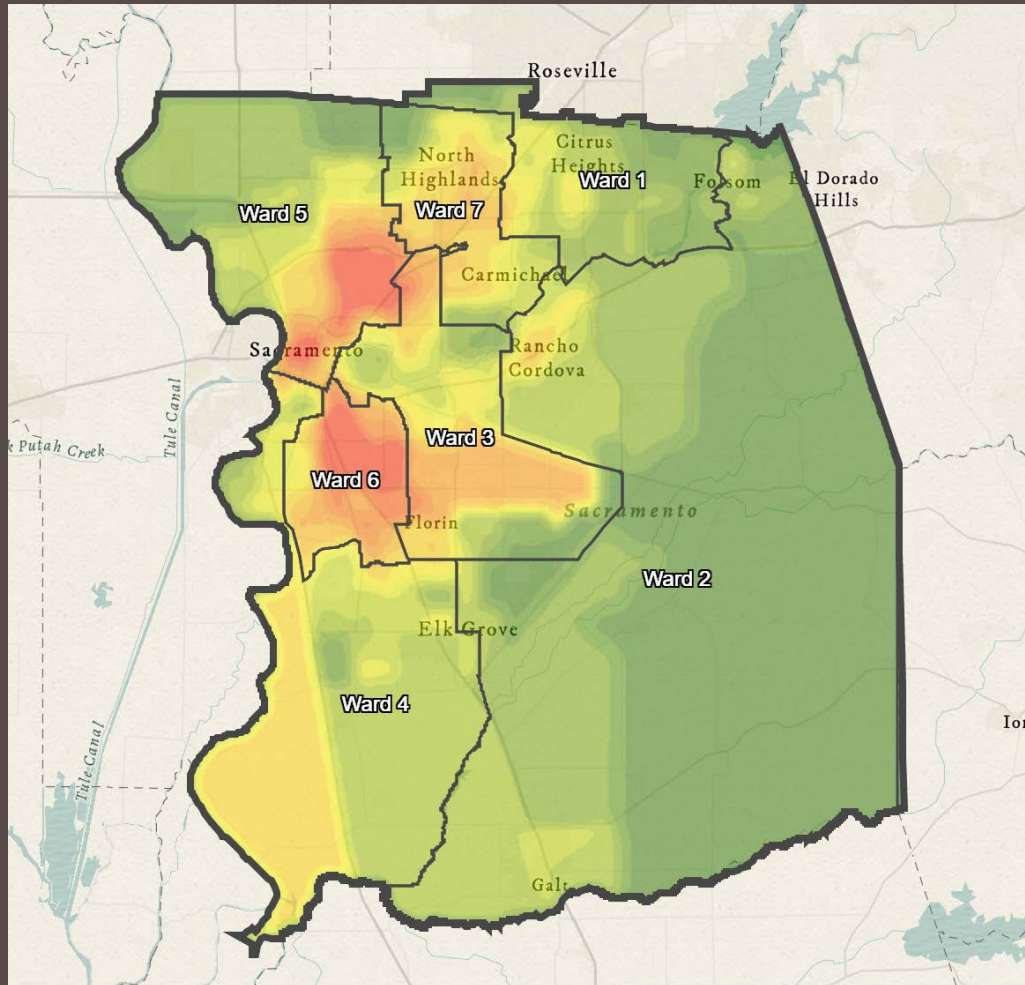 Roseville
Citrus
Heights
North
Highlands
Ward 1
Folsom
El Dorado
Hills
Ward 5
Ward 7
Carmichael
Sacramento
Rancho
Cordova
Tule Canal
k Putah Creek
Ward 3
Ward 6
Florin
Sacramento
Ward 2
Elk Grove
Ward 4
Ion
Tule Canal
Galt